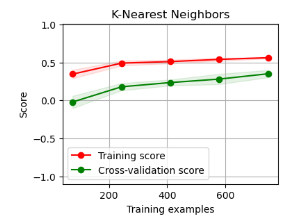 K-Nearest Neighbors
1.0
0.5
0.0
−0.5
−1.0
Score
Training score
Cross-validation score
200
400
600
Training examples